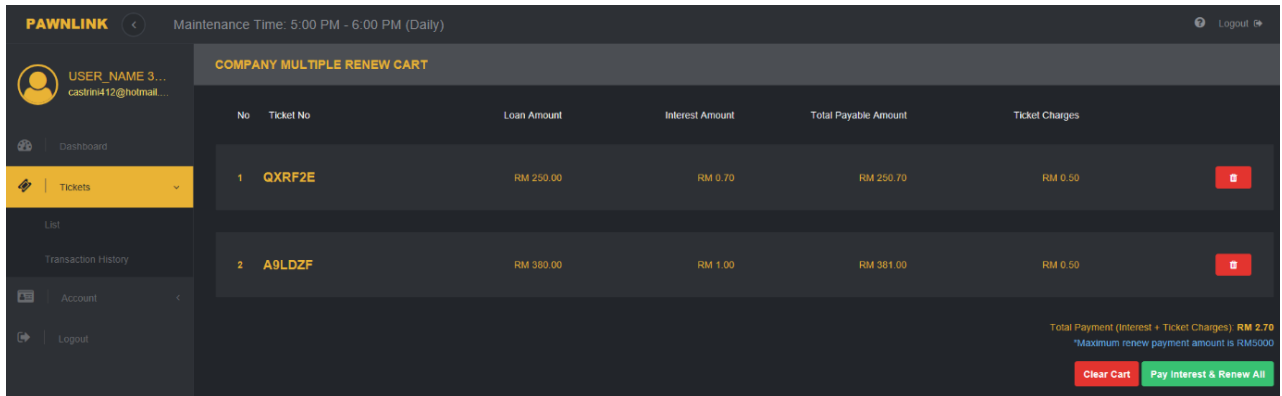 PAWNLINK
Maintenance Time: 5:00 PM - 6:00 PM (Daily)
Logout
USER_NAME 3...
castrini412@hotmail....
Dashboard
Tickets
List
Transaction History
Account
Logout
COMPANY MULTIPLE RENEW CART
No Ticket No Loan Amount Interest Amount Total Payable Amount Ticket Charges
1 QXRF2E RM 250.00 RM 0.70 RM 250.70 RM 0.50
2 A9LDZF RM 380.00 RM 1.00 RM 381.00 RM 0.50
Total Payment (Interest + Ticket Charges): RM 2.70
*Maximum renew payment amount is RM5000
Clear Cart Pay Interest & Renew All